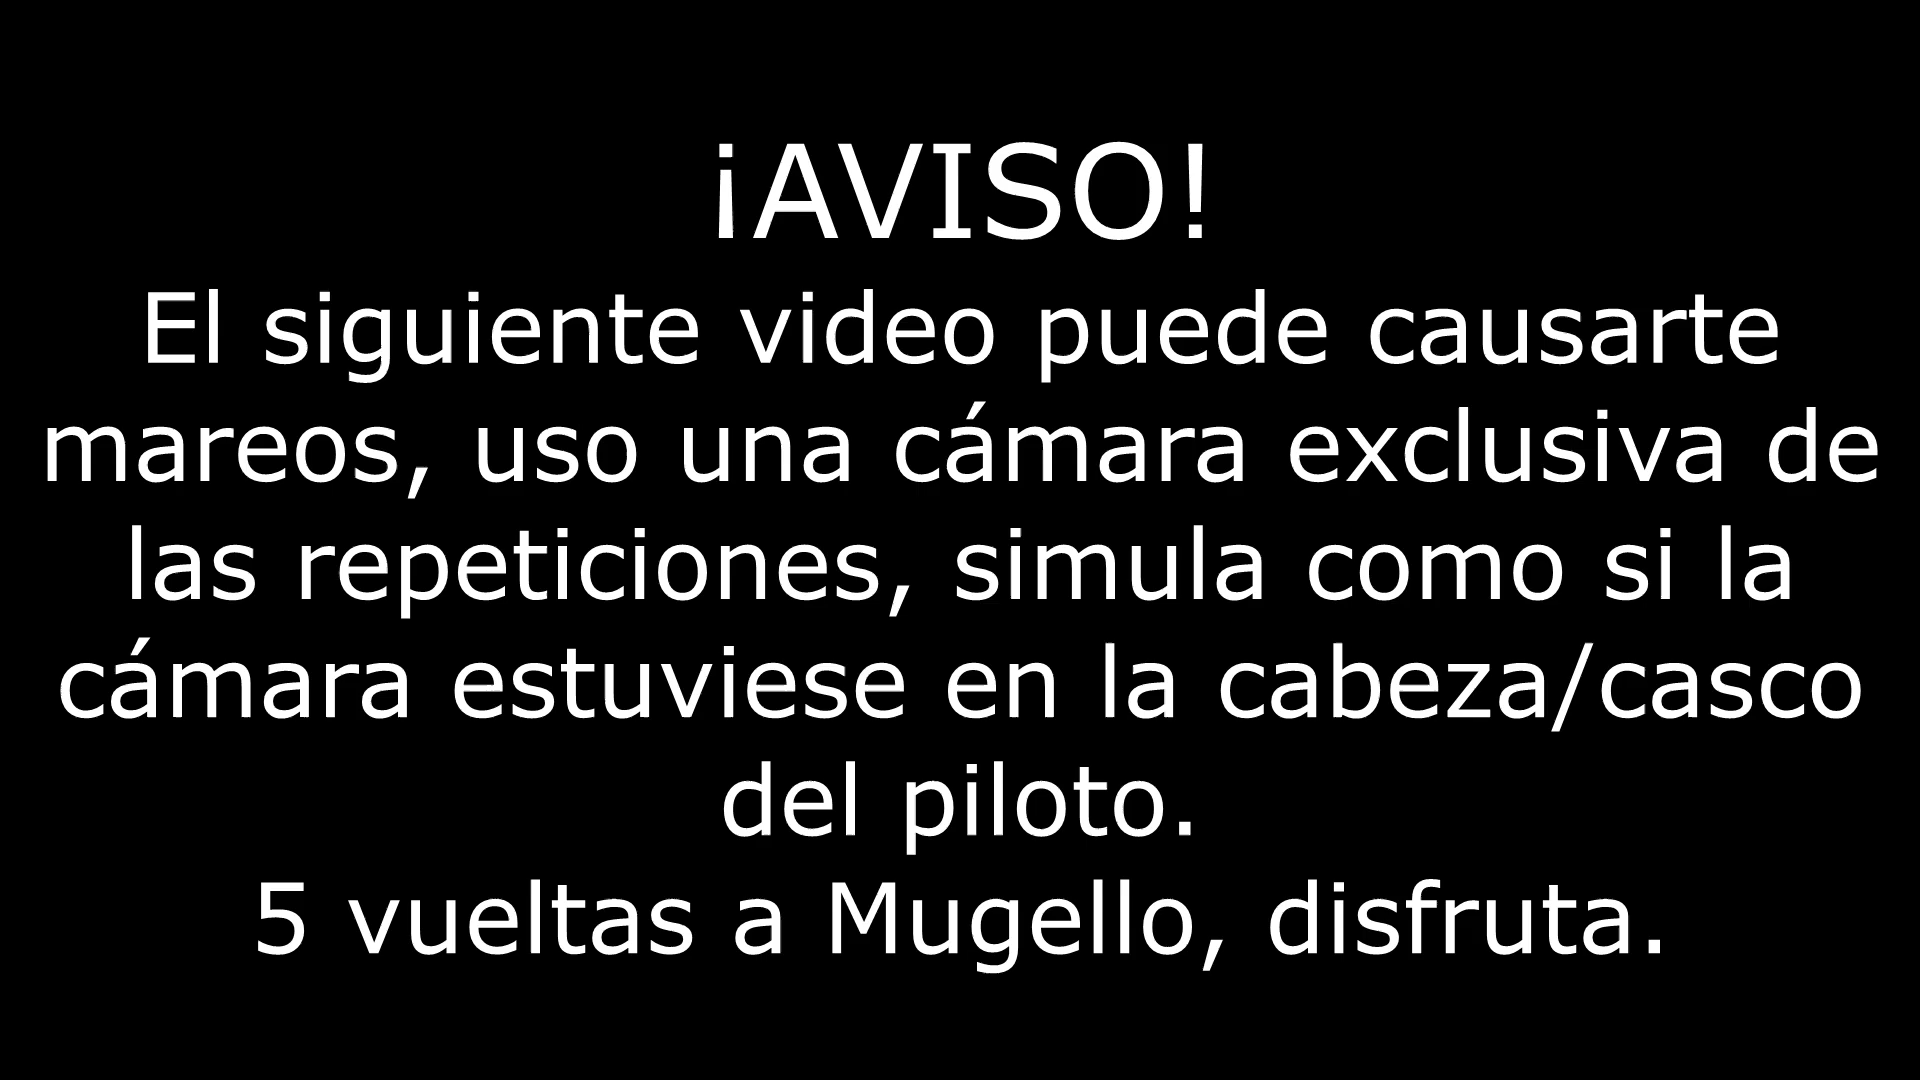 ¡AVISO!
El siguiente video puede causarte
mareos, uso una cámara exclusiva de
las repeticiones, simula como si la
cámara estuviese en la cabeza/casco
del piloto.
5 vueltas a Mugello, disfruta.